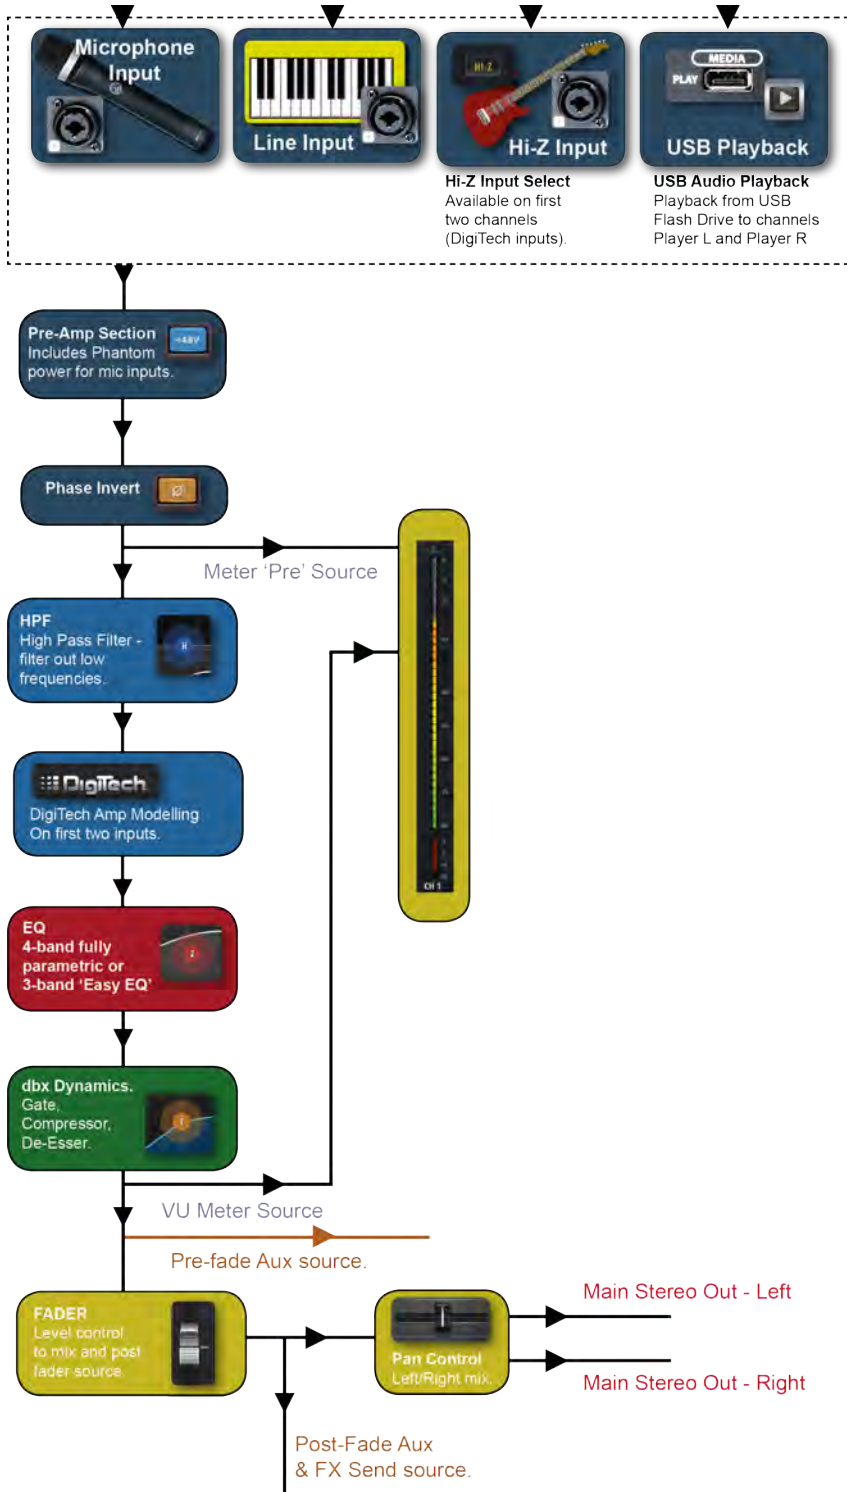 Microphone
Input
Line Input
HI-Z
Hi-Z Input
MEDIA
PLAY
USB Playback
Hi-Z Input Select
Available on first
two channels
(DigiTech inputs).
USB Audio Playback
Playback from USB
Flash Drive to channels
Player L and Player R
Pre-Amp Section
+48V
Includes Phantom
power for mic inputs.
Phase Invert
Ø
Meter ‘Pre’ Source
HPF
High Pass Filter -
filter out low
frequencies.
H
DigiTech
DigiTech Amp Modelling
On first two inputs.
CH 1
EQ
4-band fully
parametric or
3-band ‘Easy EQ’
dbx Dynamics.
Gate,
Compressor,
De-Esser.
VU Meter Source
Pre-fade Aux source.
FADER
Level control
to mix and post
fader source.
Pan Control
Left/Right mix.
Main Stereo Out - Left
Main Stereo Out - Right
Post-Fade Aux
& FX Send source.